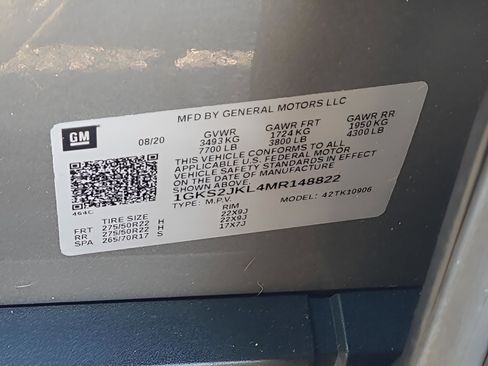 MFD BY GENERAL MOTORS LLC
GM
08/20
GVWR GAWR FRT GAWR RR
3493 KG 1724 KG 1950 KG
7700 LB 3800 LB 4300 LB
THIS VEHICLE CONFORMS TO ALL
APPLICABLE U.S. FEDERAL MOTOR
VEHICLE SAFETY STANDARDS IN EFFECT
ON THE DATE OF MANUFACTURE
SHOWN ABOVE.
1GKS2JKL4MR148822
TYPE: M.P.V. MODEL: 42TK10906
TIRE SIZE RIM
FRT 275/50R22 H 22X9J
RR 275/50R22 H 22X9J
SPA 265/70R17 S 17X7J